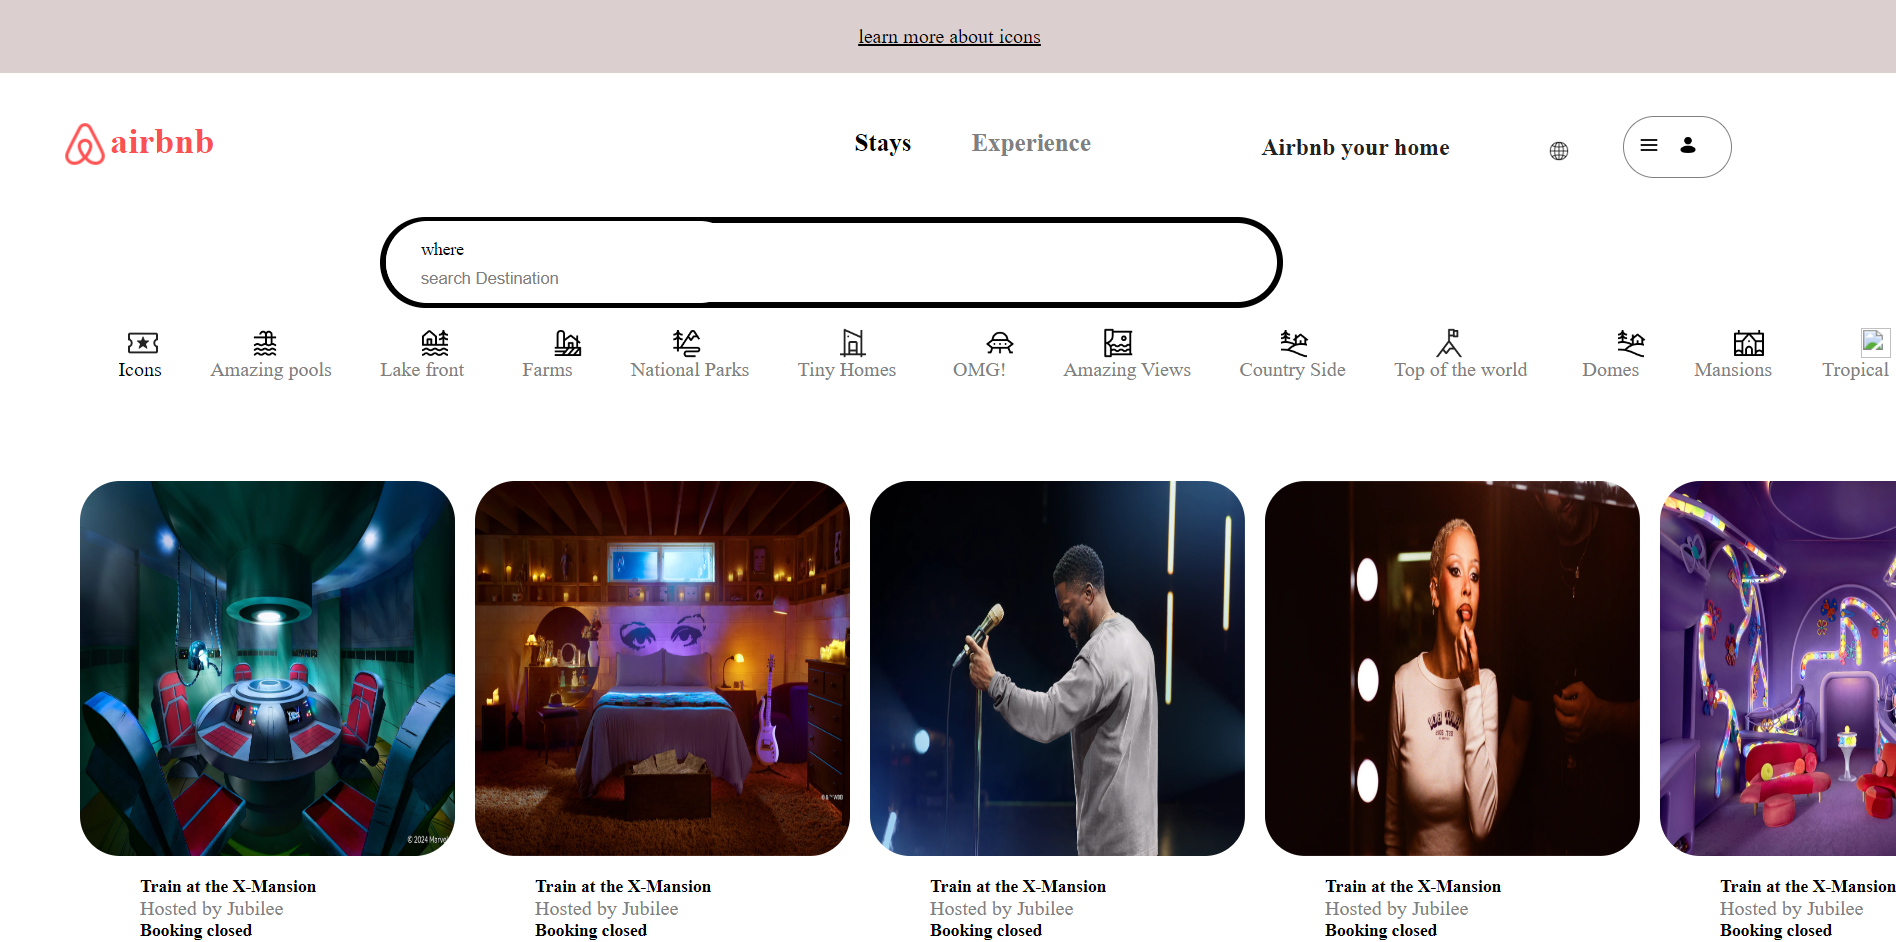 learn more about icons
airbnb
Stays Experience Airbnb your home
where
search Destination
Icons Amazing pools Lake front Farms National Parks Tiny Homes OMG! Amazing Views Country Side Top of the world Domes Mansions Tropical
© 2024 Marvel
Train at the X-Mansion Train at the X-Mansion Train at the X-Mansion Train at the X-Mansion Train at the X-Mansion
Hosted by Jubilee Hosted by Jubilee Hosted by Jubilee Hosted by Jubilee Hosted by Jubilee
Booking closed Booking closed Booking closed Booking closed Booking closed